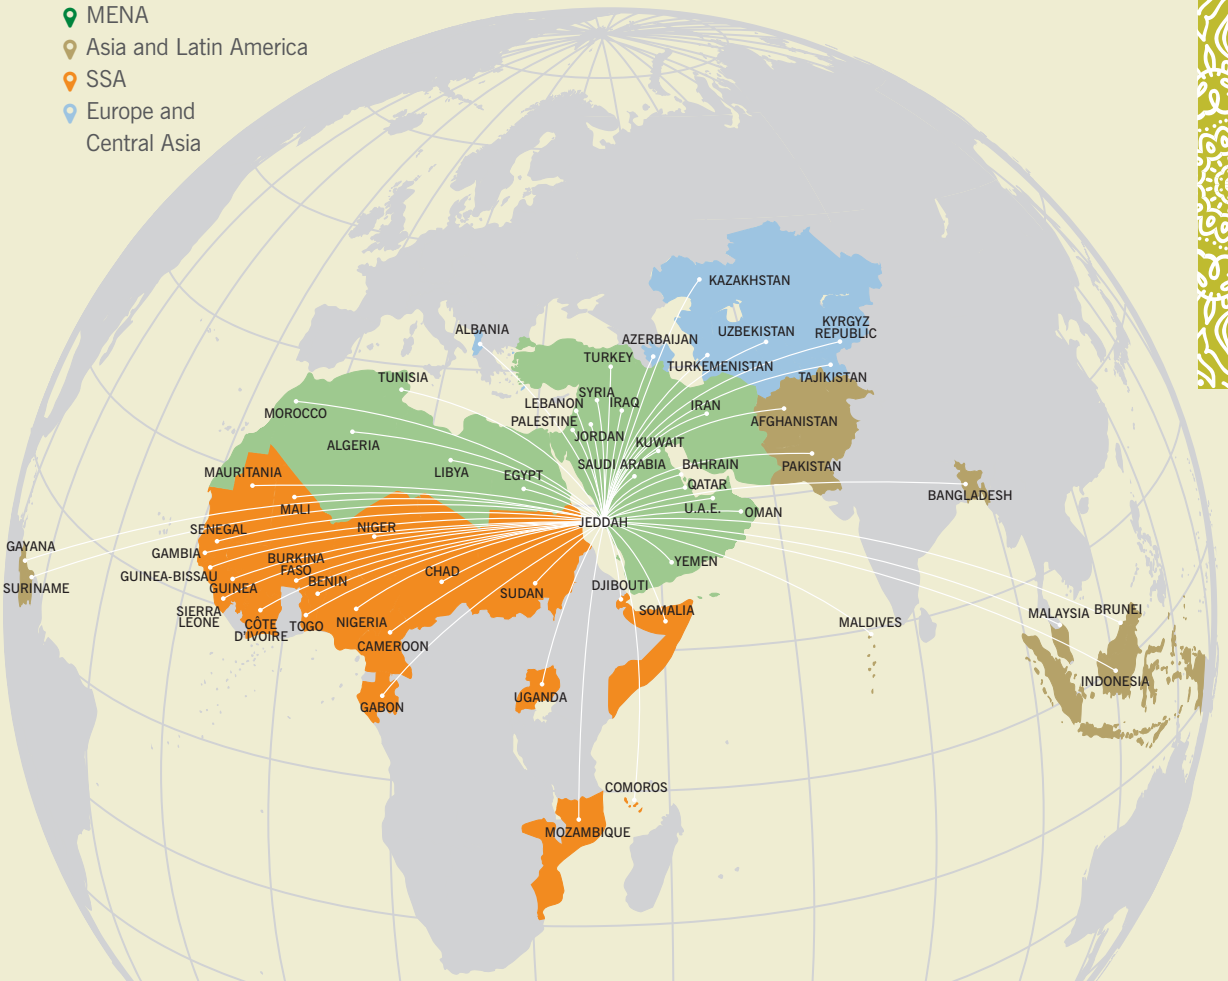 MENA
Asia and Latin America
SSA
Europe and
Central Asia
KAZAKHSTAN
ALBANIA
AZERBAIJAN
UZBEKISTAN
KYRGYZ
REPUBLIC
TURKEY
TURKEMENISTAN
TAJIKISTAN
TUNISIA
SYRIA
LEBANON
IRAQ
IRAN
MOROCCO
PALESTINE
JORDAN
AFGHANISTAN
ALGERIA
KUWAIT
MAURITANIA
LIBYA
EGYPT
SAUDI ARABIA
BAHRAIN
PAKISTAN
QATAR
BANGLADESH
MALI
U.A.E.
OMAN
SENEGAL
NIGER
JEDDAH
GAYANA
GAMBIA
BURKINA
FASO
YEMEN
GUINEA-BISSAU
GUINEA
BENIN
CHAD
SUDAN
DJIBOUTI
SURINAME
SIERRA
LEONE
CÔTE
D'IVOIRE
TOGO
NIGERIA
SOMALIA
MALDIVES
MALAYSIA
BRUNEI
CAMEROON
INDONESIA
GABON
UGANDA
COMOROS
MOZAMBIQUE